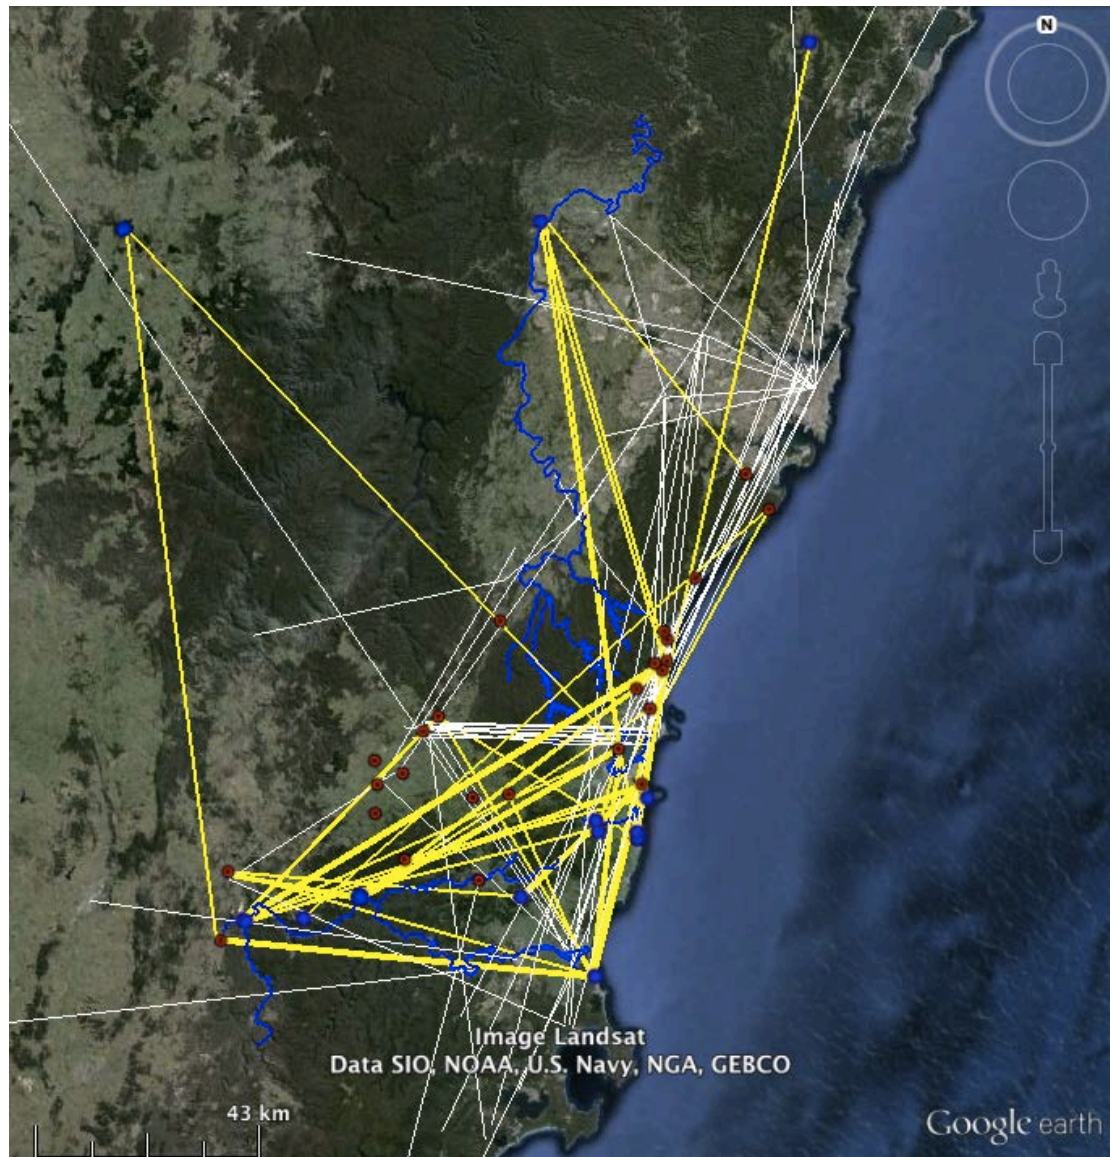 N
Image Landsat
Data SIO, NOAA, U.S. Navy, NGA, GEBCO
43 km
Google earth